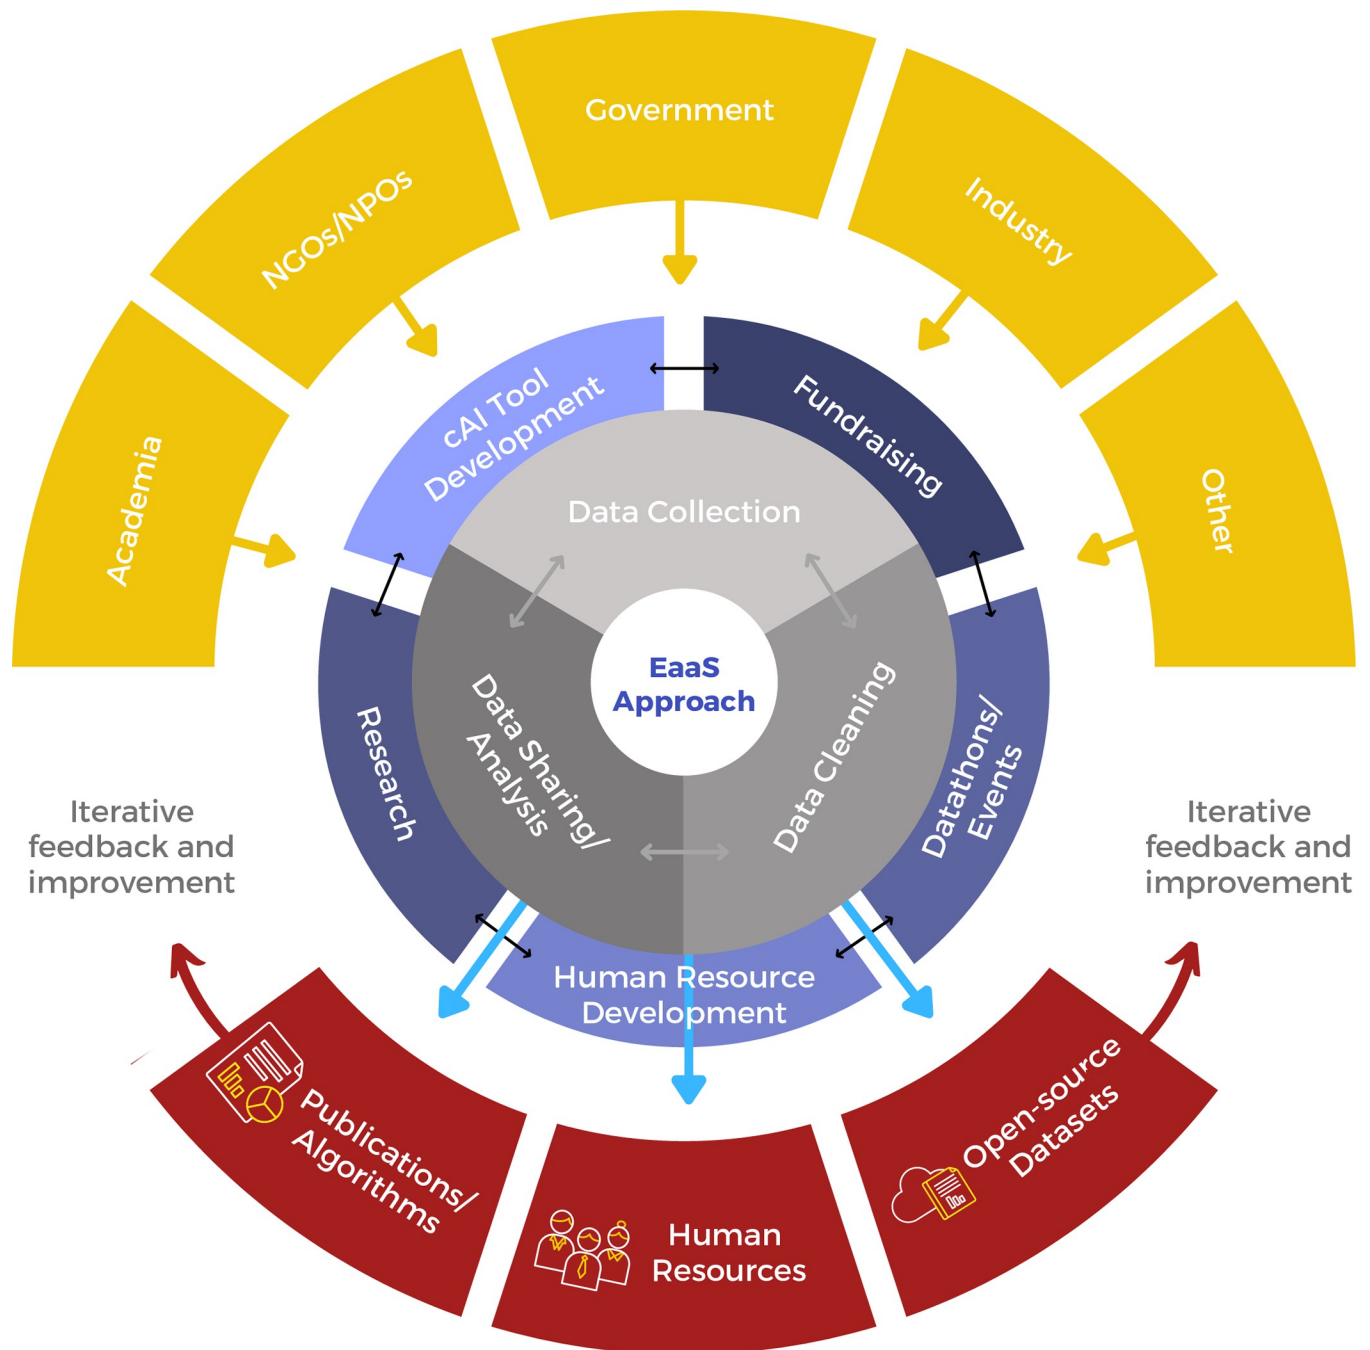 Government
NGOs/NPOs
Industry
Academia
Other
cAI Tool
Development
Fundraising
Data Collection
EaaS
Approach
Research
Data Sharing/
Analysis
Data Cleaning
Datathons/
Events
Iterative
feedback and
improvement
Iterative
feedback and
improvement
Human Resource
Development
Publications/
Algorithms
Human
Resources
Open-source
Datasets